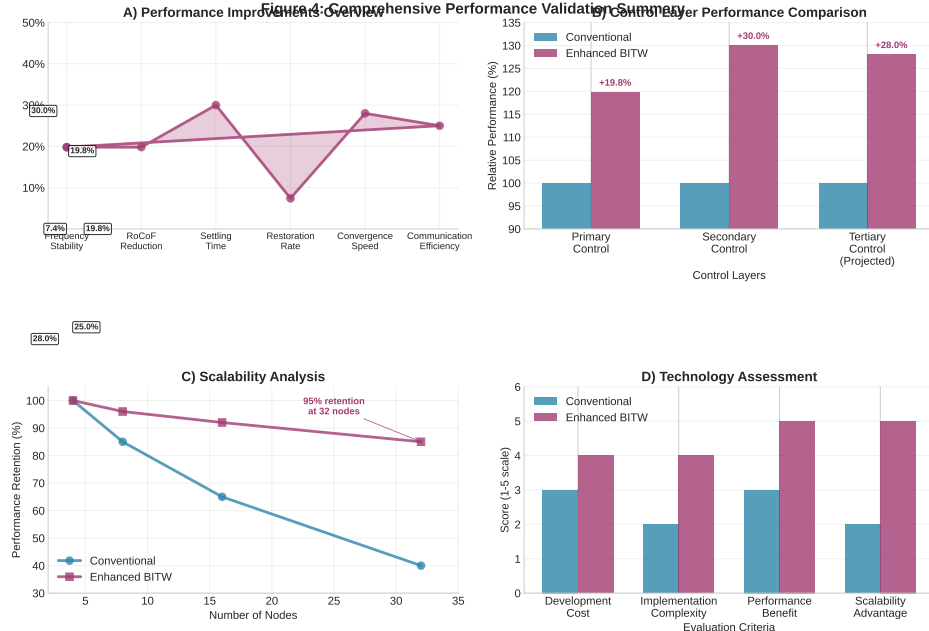 Figure 4: Comprehensive Performance Validation Summary
A) Performance Improvements Overview
50%
40%
30%
20%
10%
30.0%
19.8%
7.4%
19.8%
Frequency
Stability
RoCoF
Reduction
Settling
Time
Restoration
Rate
Convergence
Speed
Communication
Efficiency
28.0%
25.0%
B) Control Layer Performance Comparison
Relative Performance (%)
135
130
125
120
115
110
105
100
95
90
Conventional
Enhanced BITW
+19.8%
+30.0%
+28.0%
Primary
Control
Secondary
Control
Tertiary
Control
(Projected)
Control Layers
C) Scalability Analysis
Performance Retention (%)
100
90
80
70
60
50
40
30
95% retention
at 32 nodes
Conventional
Enhanced BITW
5
10
15
20
25
30
35
Number of Nodes
D) Technology Assessment
Score (1-5 scale)
6
5
4
3
2
1
0
Conventional
Enhanced BITW
Development
Cost
Implementation
Complexity
Performance
Benefit
Scalability
Advantage
Evaluation Criteria